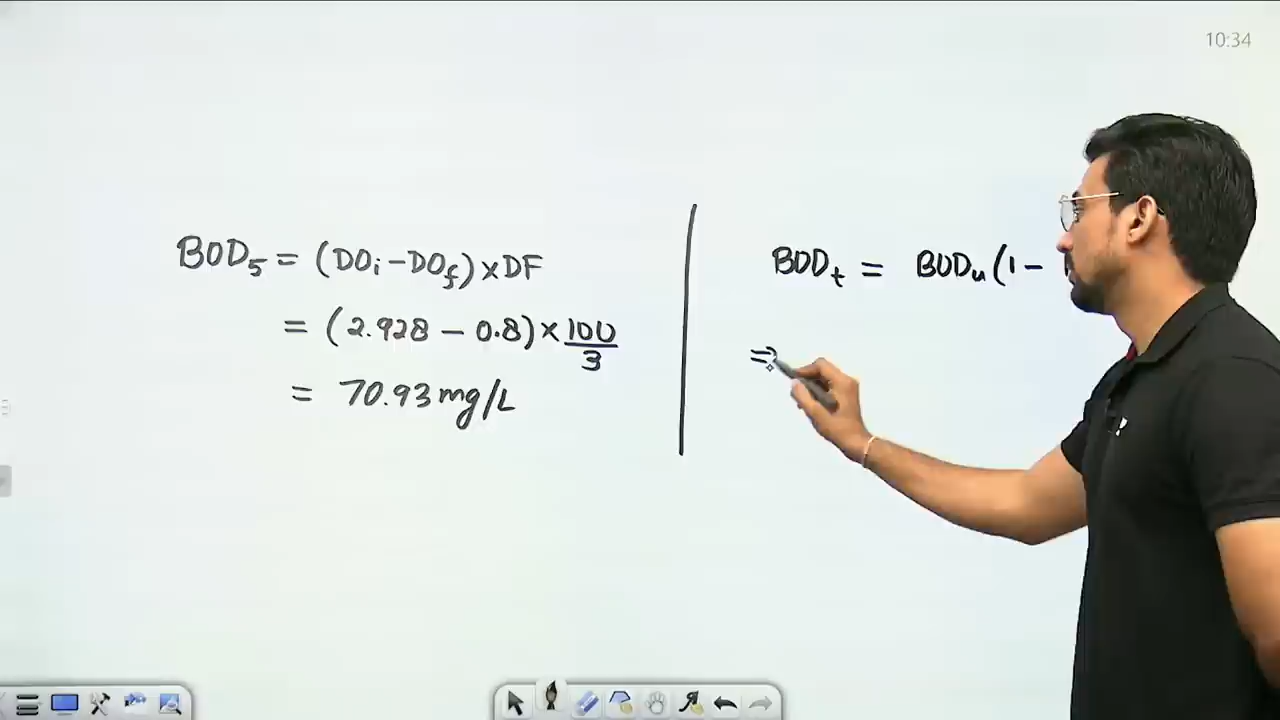 10:34
BOD5 = (DOi - DOf) × DF
= (2.928 - 0.8) × 100/3
= 70.93 mg/L
BODt = BODu (1 -
⇒